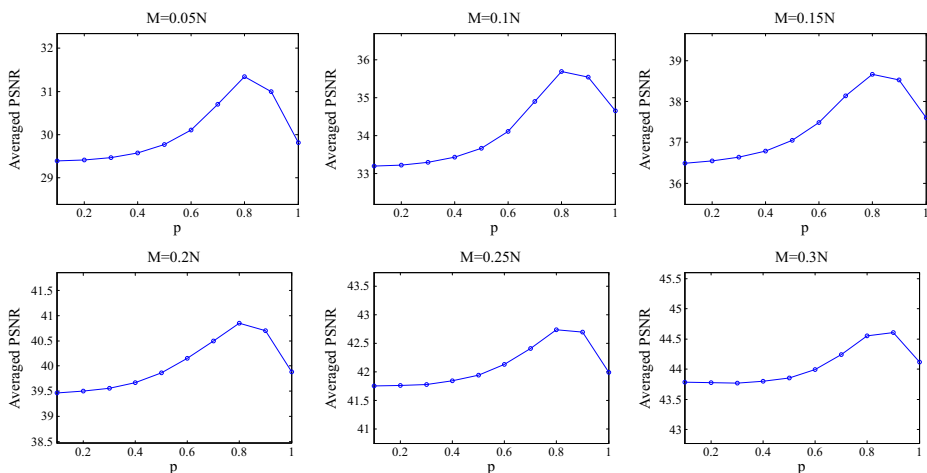 M=0.05N
Averaged PSNR
32
31
30
29
0.2 0.4 0.6 0.8 1
p
M=0.1N
Averaged PSNR
36
35
34
33
0.2 0.4 0.6 0.8 1
p
M=0.15N
Averaged PSNR
39
38
37
36
0.2 0.4 0.6 0.8 1
p
M=0.2N
Averaged PSNR
41.5
41
40.5
40
39.5
39
38.5
0.2 0.4 0.6 0.8 1
p
M=0.25N
Averaged PSNR
43.5
43
42.5
42
41.5
41
0.2 0.4 0.6 0.8 1
p
M=0.3N
Averaged PSNR
45.5
45
44.5
44
43.5
43
0.2 0.4 0.6 0.8 1
p